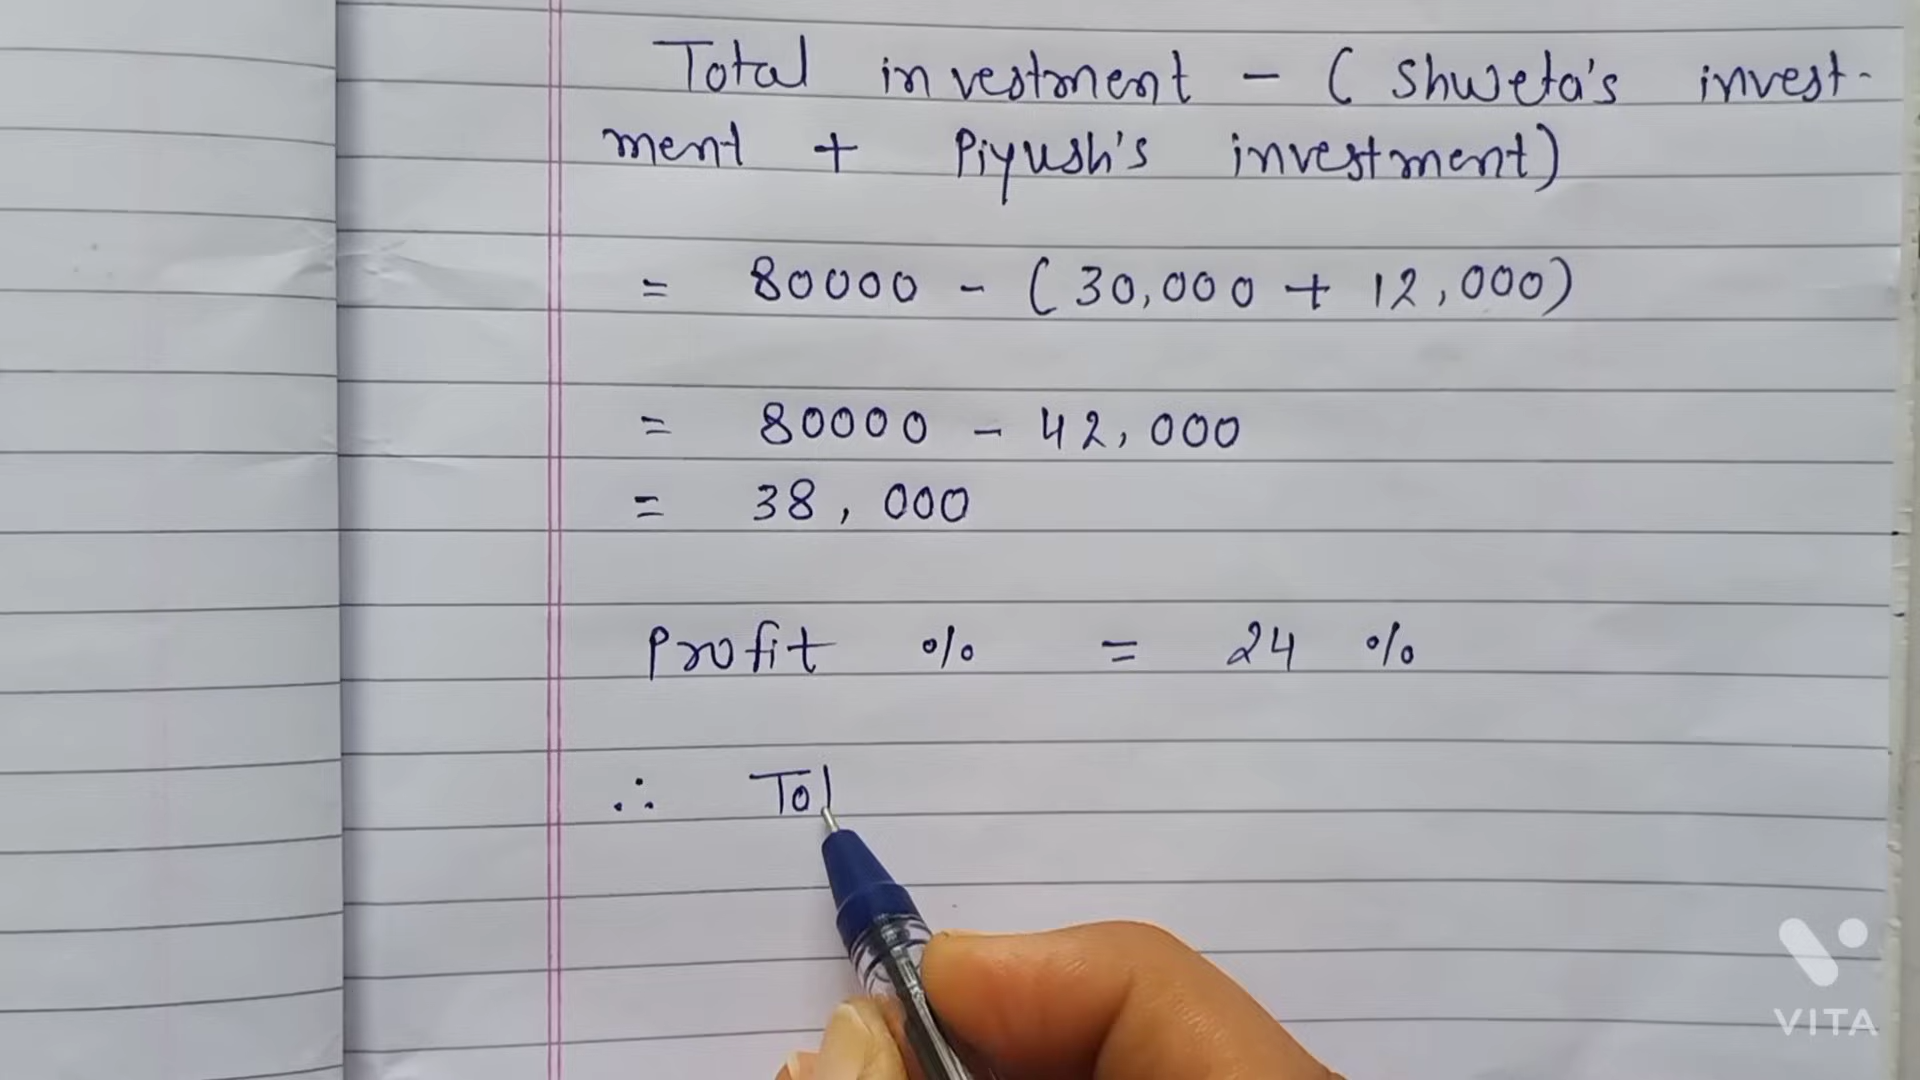 Total investment - ( Shweta's invest-
ment + Piyush's investment)
= 80000 - (30,000 + 12,000)
= 80000 - 42,000
= 38,000
Profit % = 24 %
∴ Tol
VITA